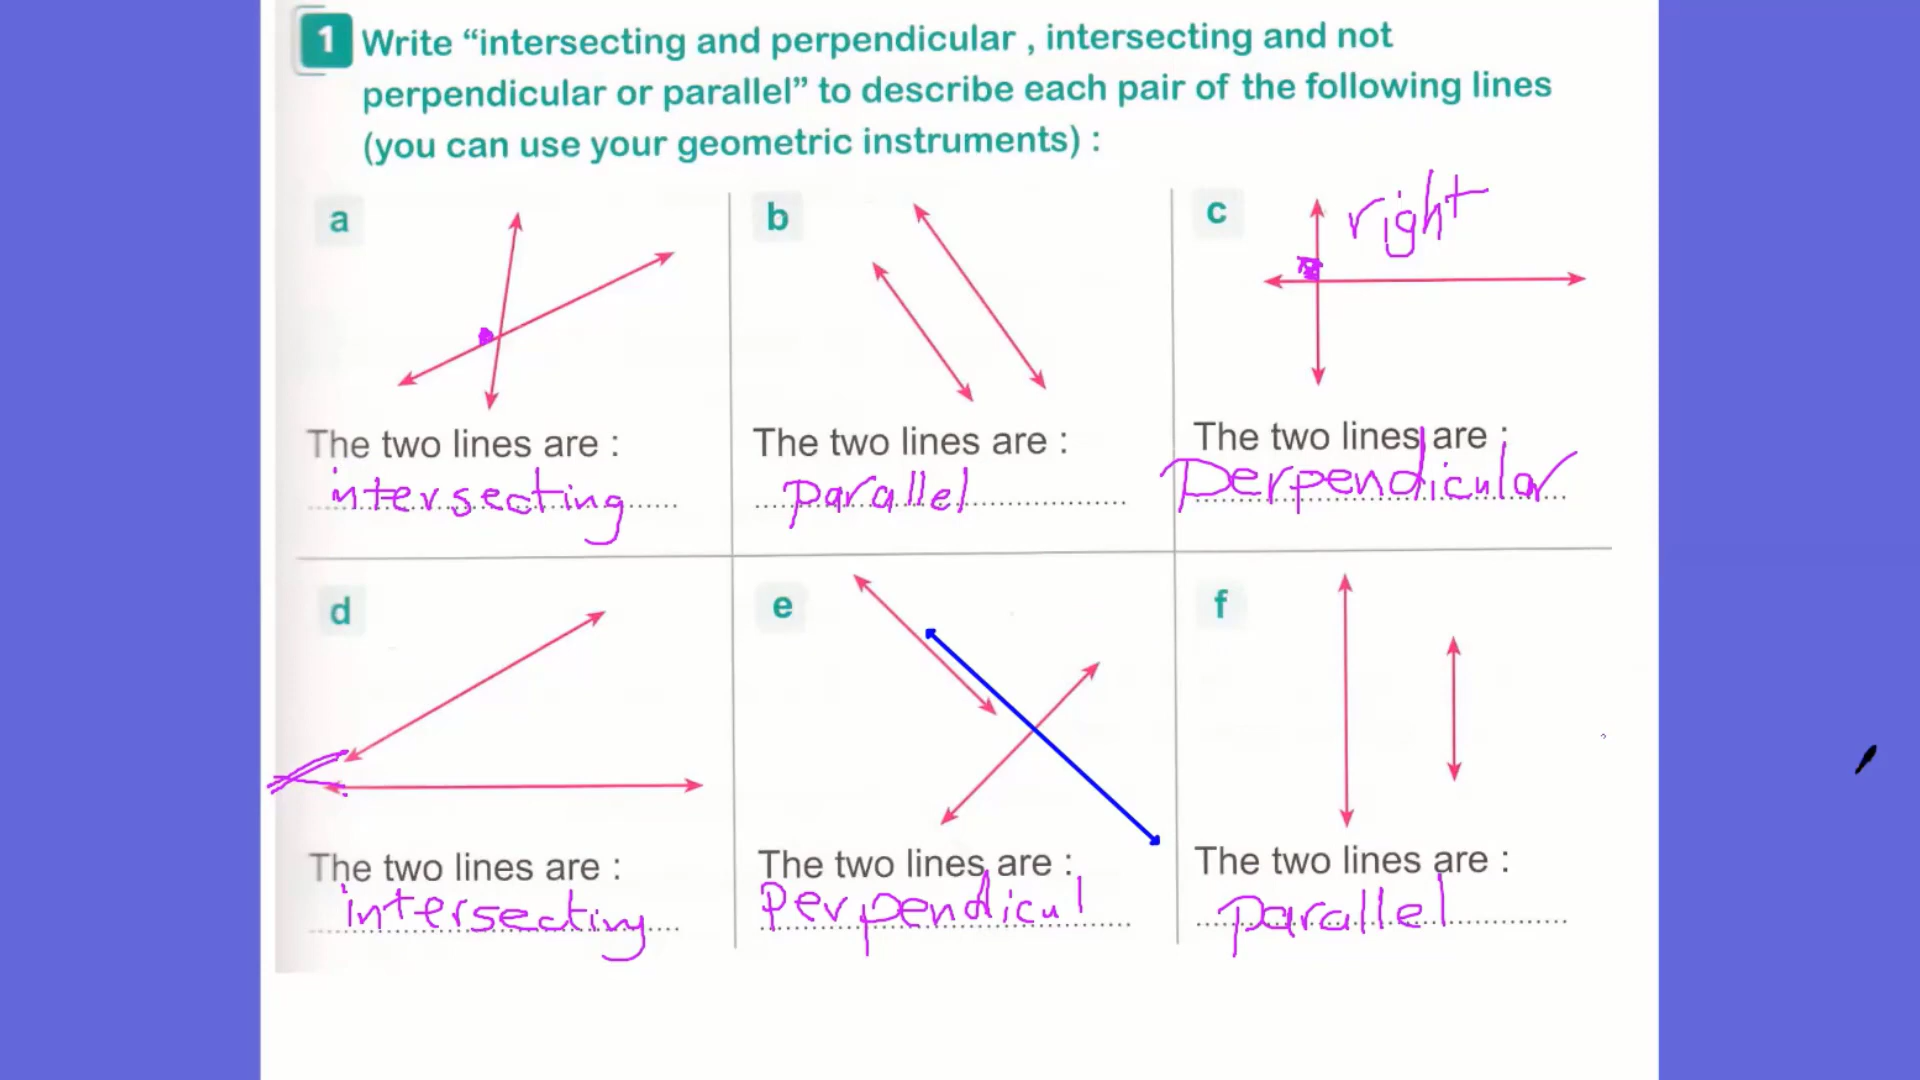 1 Write “intersecting and perpendicular , intersecting and not
perpendicular or parallel” to describe each pair of the following lines
(you can use your geometric instruments) :
a
b
c
right
The two lines are :
intersecting
The two lines are :
parallel
The two lines are :
Perpendicular
d
e
f
The two lines are :
intersecting
The two lines are :
Perpendicul
The two lines are :
parallel